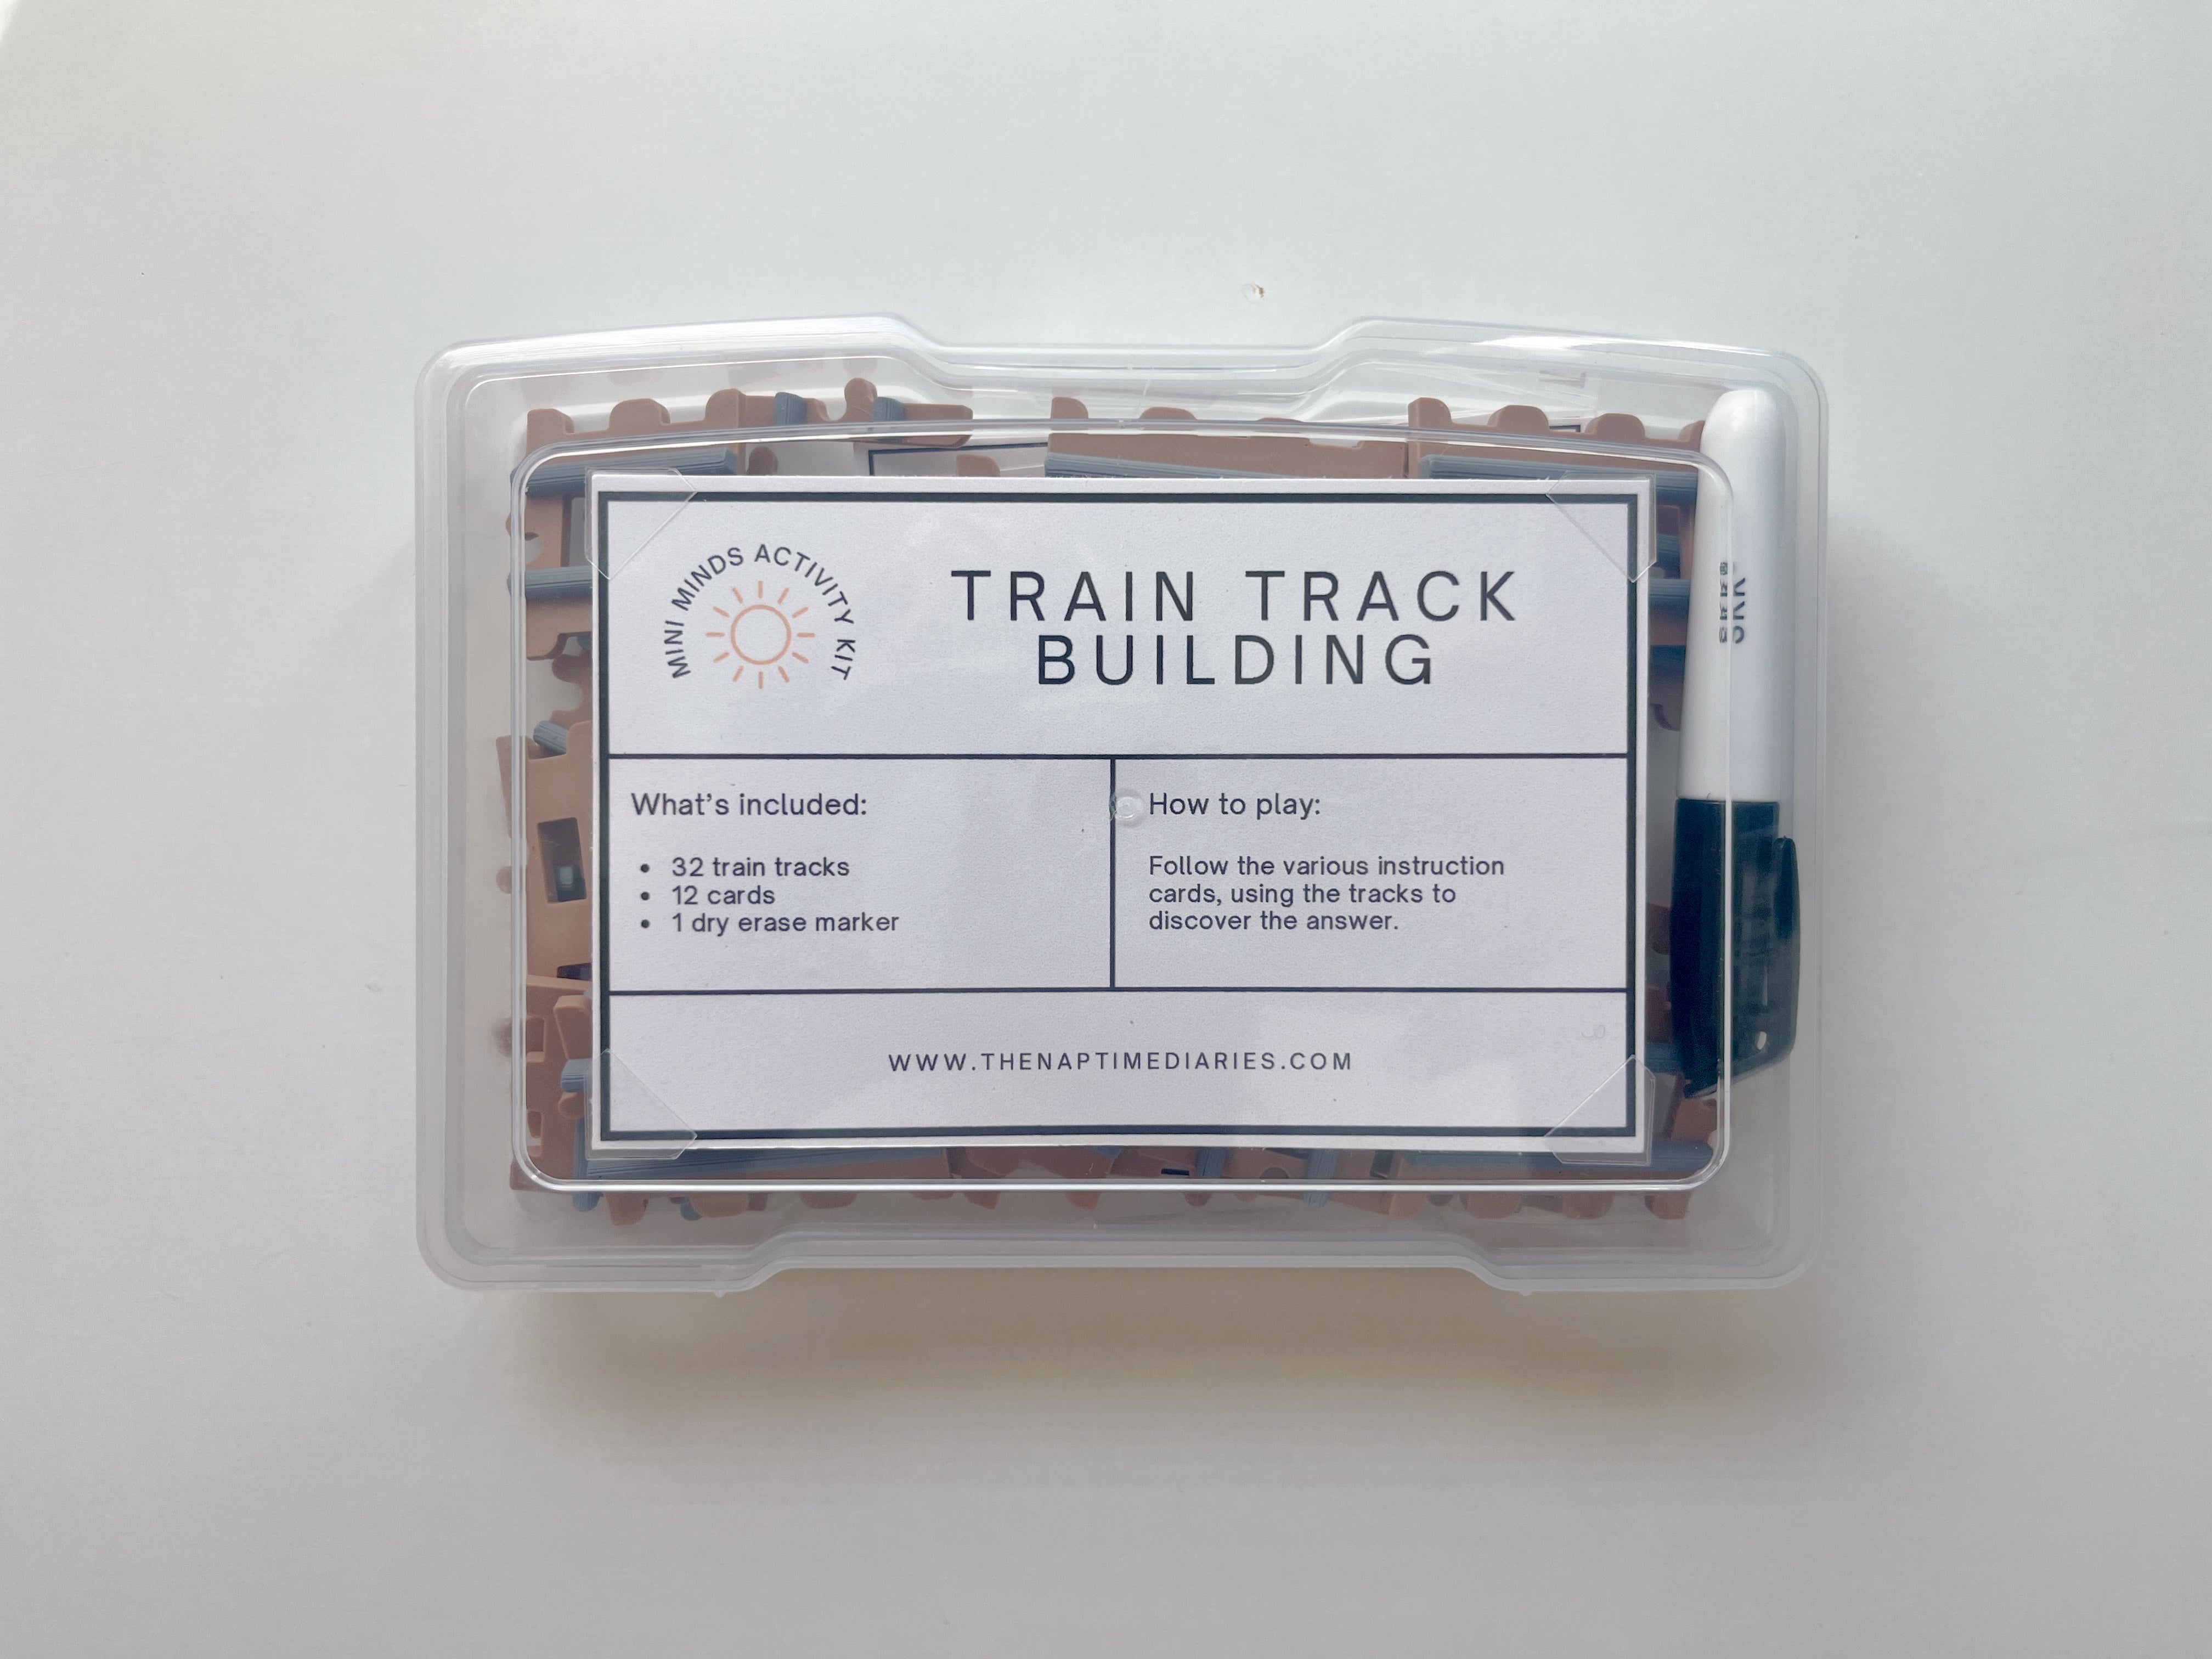 MINI MINDS ACTIVITY KIT
TRAIN TRACK
BUILDING
What's included:
• 32 train tracks
• 12 cards
• 1 dry erase marker
How to play:
Follow the various instruction
cards, using the tracks to
discover the answer.
WWW.THENAPTIMEDIARIES.COM